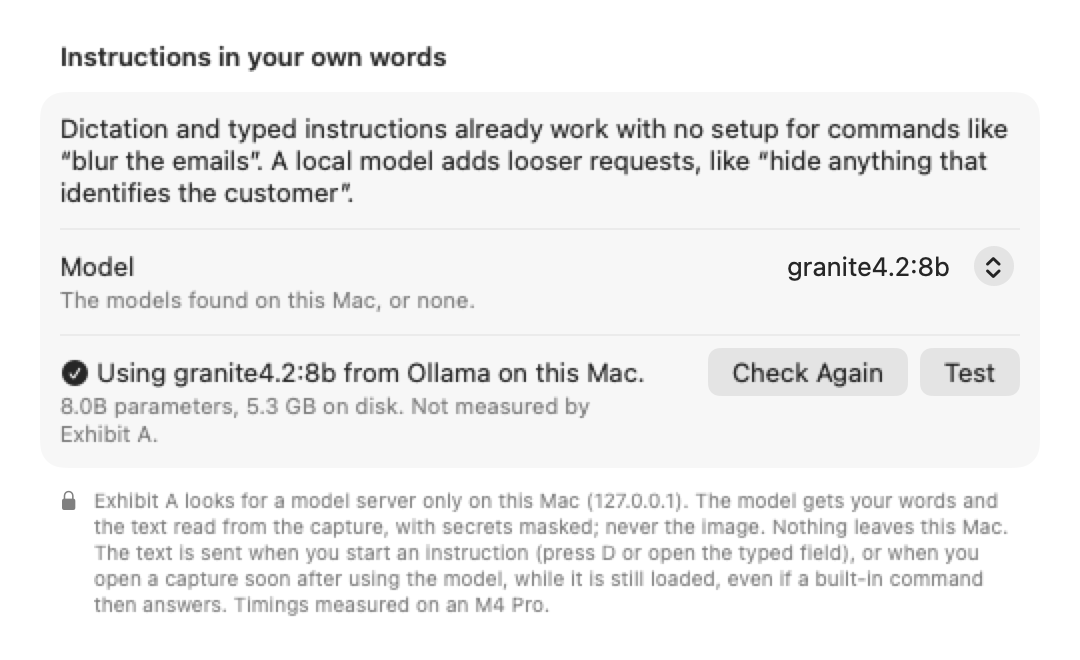 Instructions in your own words
Dictation and typed instructions already work with no setup for commands like
“blur the emails”. A local model adds looser requests, like “hide anything that
identifies the customer”.
Model
granite4.2:8b
The models found on this Mac, or none.
Using granite4.2:8b from Ollama on this Mac.
Check Again
Test
8.0B parameters, 5.3 GB on disk. Not measured by
Exhibit A.
Exhibit A looks for a model server only on this Mac (127.0.0.1). The model gets your words and
the text read from the capture, with secrets masked; never the image. Nothing leaves this Mac.
The text is sent when you start an instruction (press D or open the typed field), or when you
open a capture soon after using the model, while it is still loaded, even if a built-in command
then answers. Timings measured on an M4 Pro.